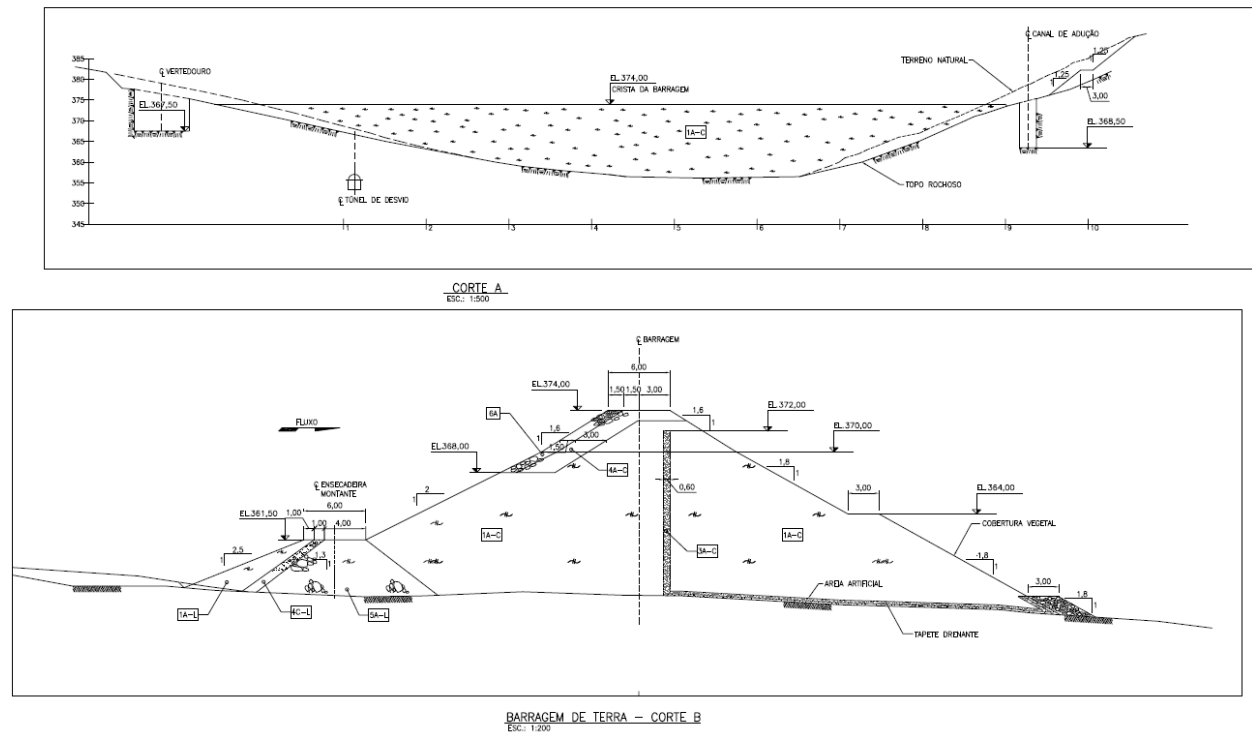 385
380
375
370
365
360
355
350
345
℄ VERTEDOURO
EL.367,50
℄ TÚNEL DE DESVIO
EL.374,00
CRISTA DA BARRAGEM
1A-C
TERRENO NATURAL
℄ CANAL DE ADUÇÃO
1,25
1,25
3,00
EL.368,50
TOPO ROCHOSO
1
2
3
4
5
6
7
8
9
10
CORTE A
ESC.: 1:500
℄ BARRAGEM
6,00
EL.374,00
1,50 1,50 3,00
FLUXO
6A
1,6
1
1,50
3,00
4A-C
EL.368,00
1,6
1
EL.372,00
EL.370,00
1,8
1
0,60
3,00
EL.364,00
COBERTURA VEGETAL
℄ ENSECADEIRA
MONTANTE
6,00
EL.361,50
1,00
1,00
4,00
2
1
2,5
1
1,3
1
1A-C
3A-C
1A-C
1,8
1
3,00
1,8
1
AREIA ARTIFICIAL
TAPETE DRENANTE
1A-L
4C-L
5A-L
BARRAGEM DE TERRA - CORTE B
ESC.: 1:200